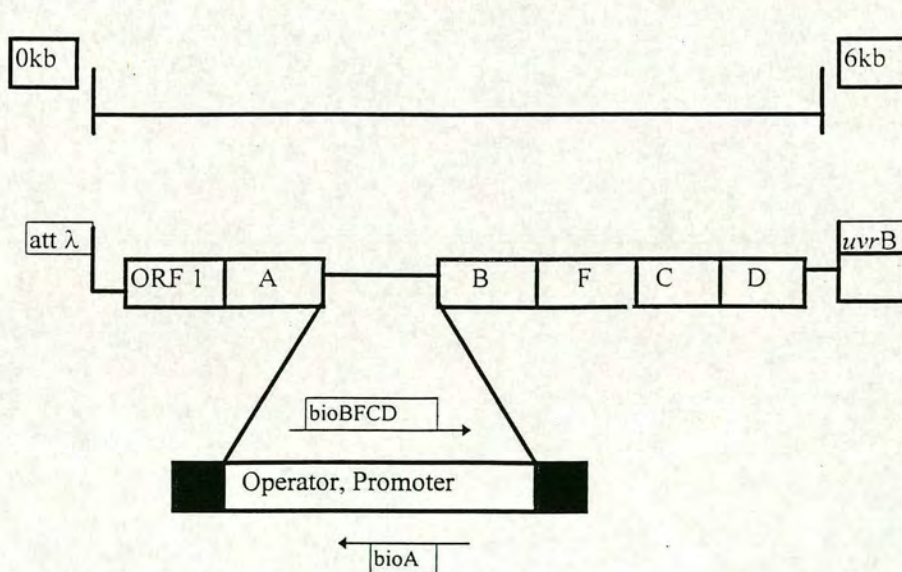 0kb 6kb
att λ uvrB
ORF 1 A B F C D
bioBFCD
Operator, Promoter
bioA